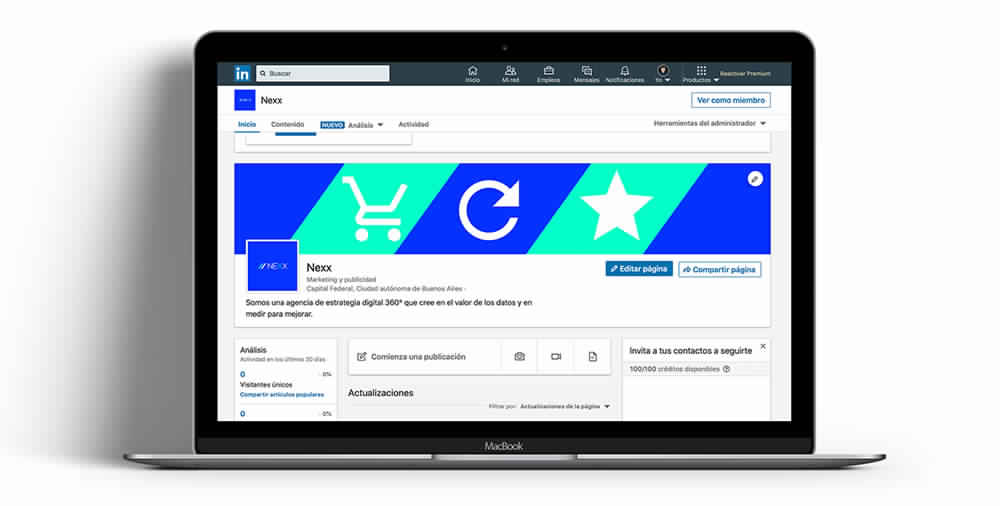 in Buscar
Inicio Mi red Empleos Mensajes Notificaciones Yo Productos Reactivar Premium
Nexx Ver como miembro
Inicio Contenido NUEVO Análisis Actividad Herramientas del administrador
NEXX
Nexx
Editar página Compartir página
Marketing y publicidad
Capital Federal, Ciudad autónoma de Buenos Aires ·
Somos una agencia de estrategia digital 360° que cree en el valor de los datos y en
medir para mejorar.
Análisis
Actividad en los últimos 30 días
0 0%
Visitantes únicos
Compartir artículos populares
0 0%
Comienza una publicación
Actualizaciones
Filtrar por: Actualizaciones de la página
Invita a tus contactos a seguirte
100/100 créditos disponibles
MacBook